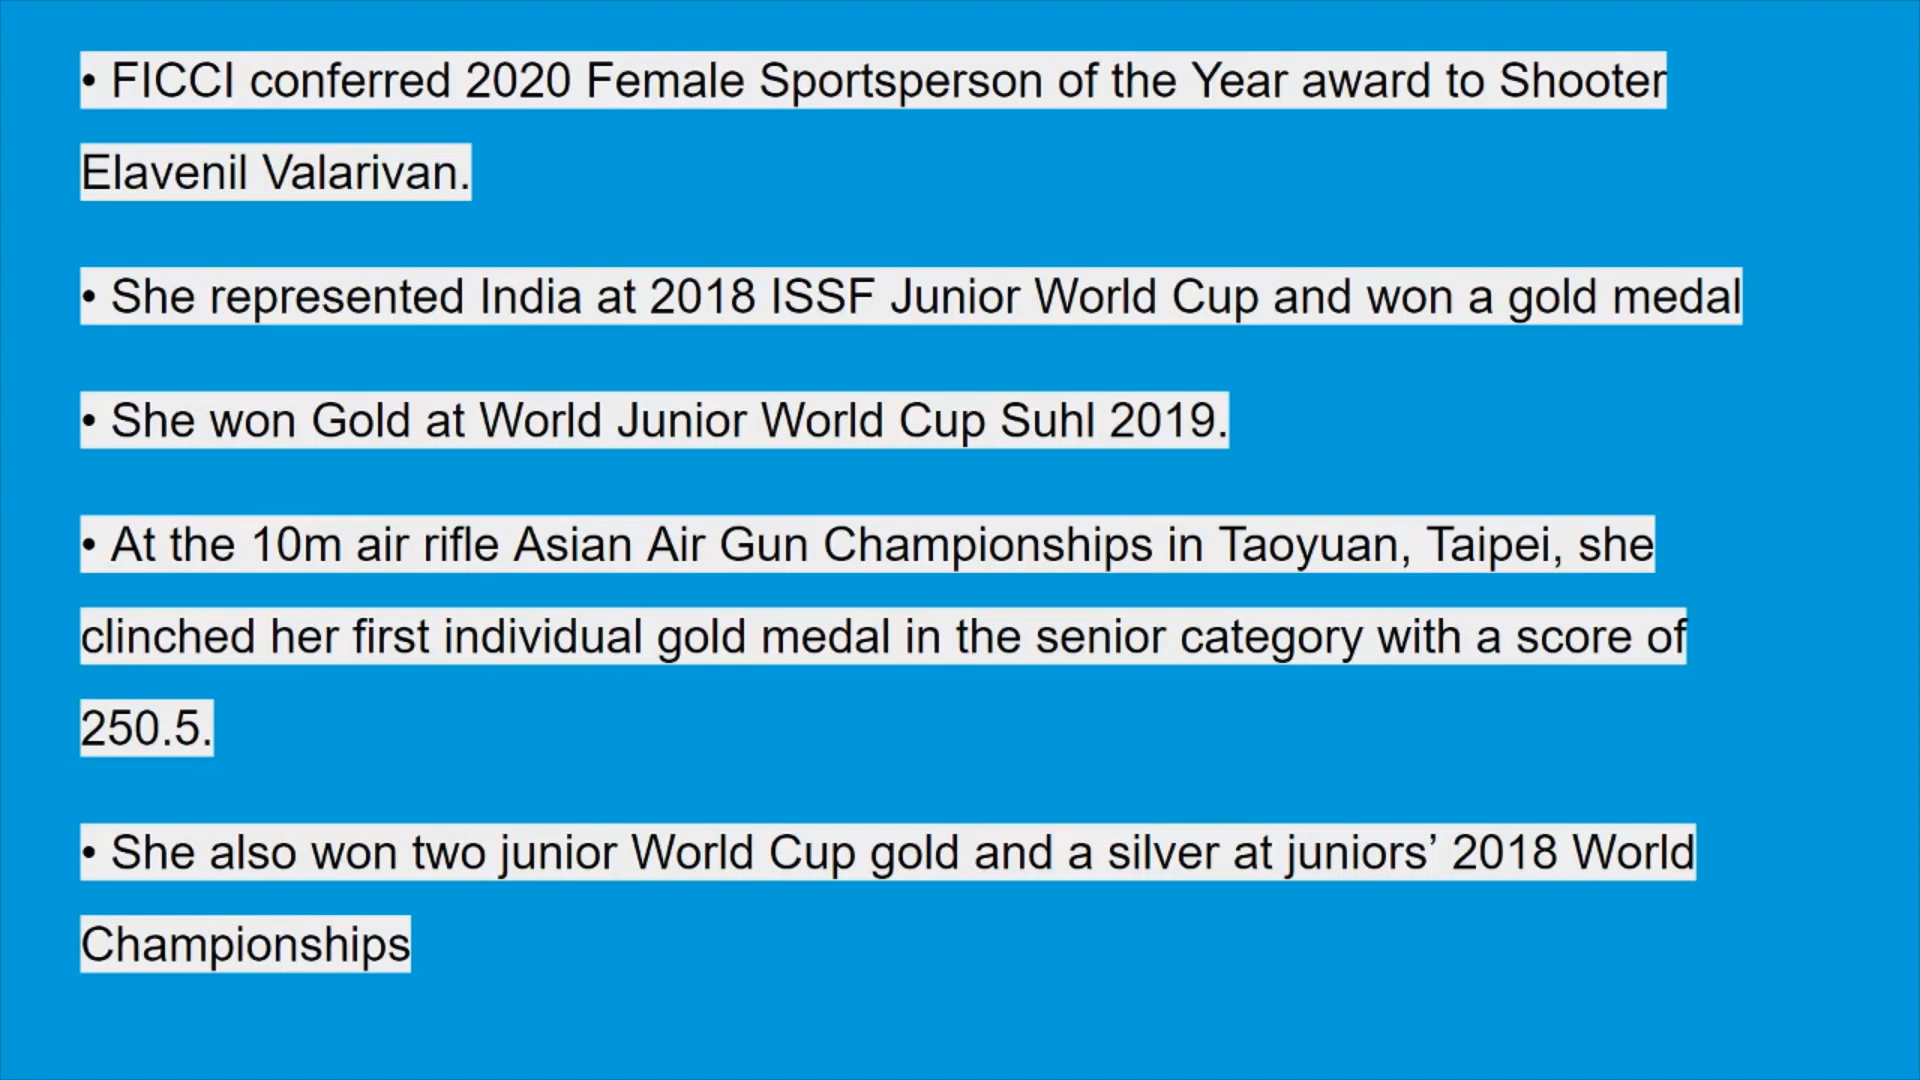 • FICCI conferred 2020 Female Sportsperson of the Year award to Shooter
Elavenil Valarivan.
• She represented India at 2018 ISSF Junior World Cup and won a gold medal
• She won Gold at World Junior World Cup Suhl 2019.
• At the 10m air rifle Asian Air Gun Championships in Taoyuan, Taipei, she
clinched her first individual gold medal in the senior category with a score of
250.5.
• She also won two junior World Cup gold and a silver at juniors’ 2018 World
Championships